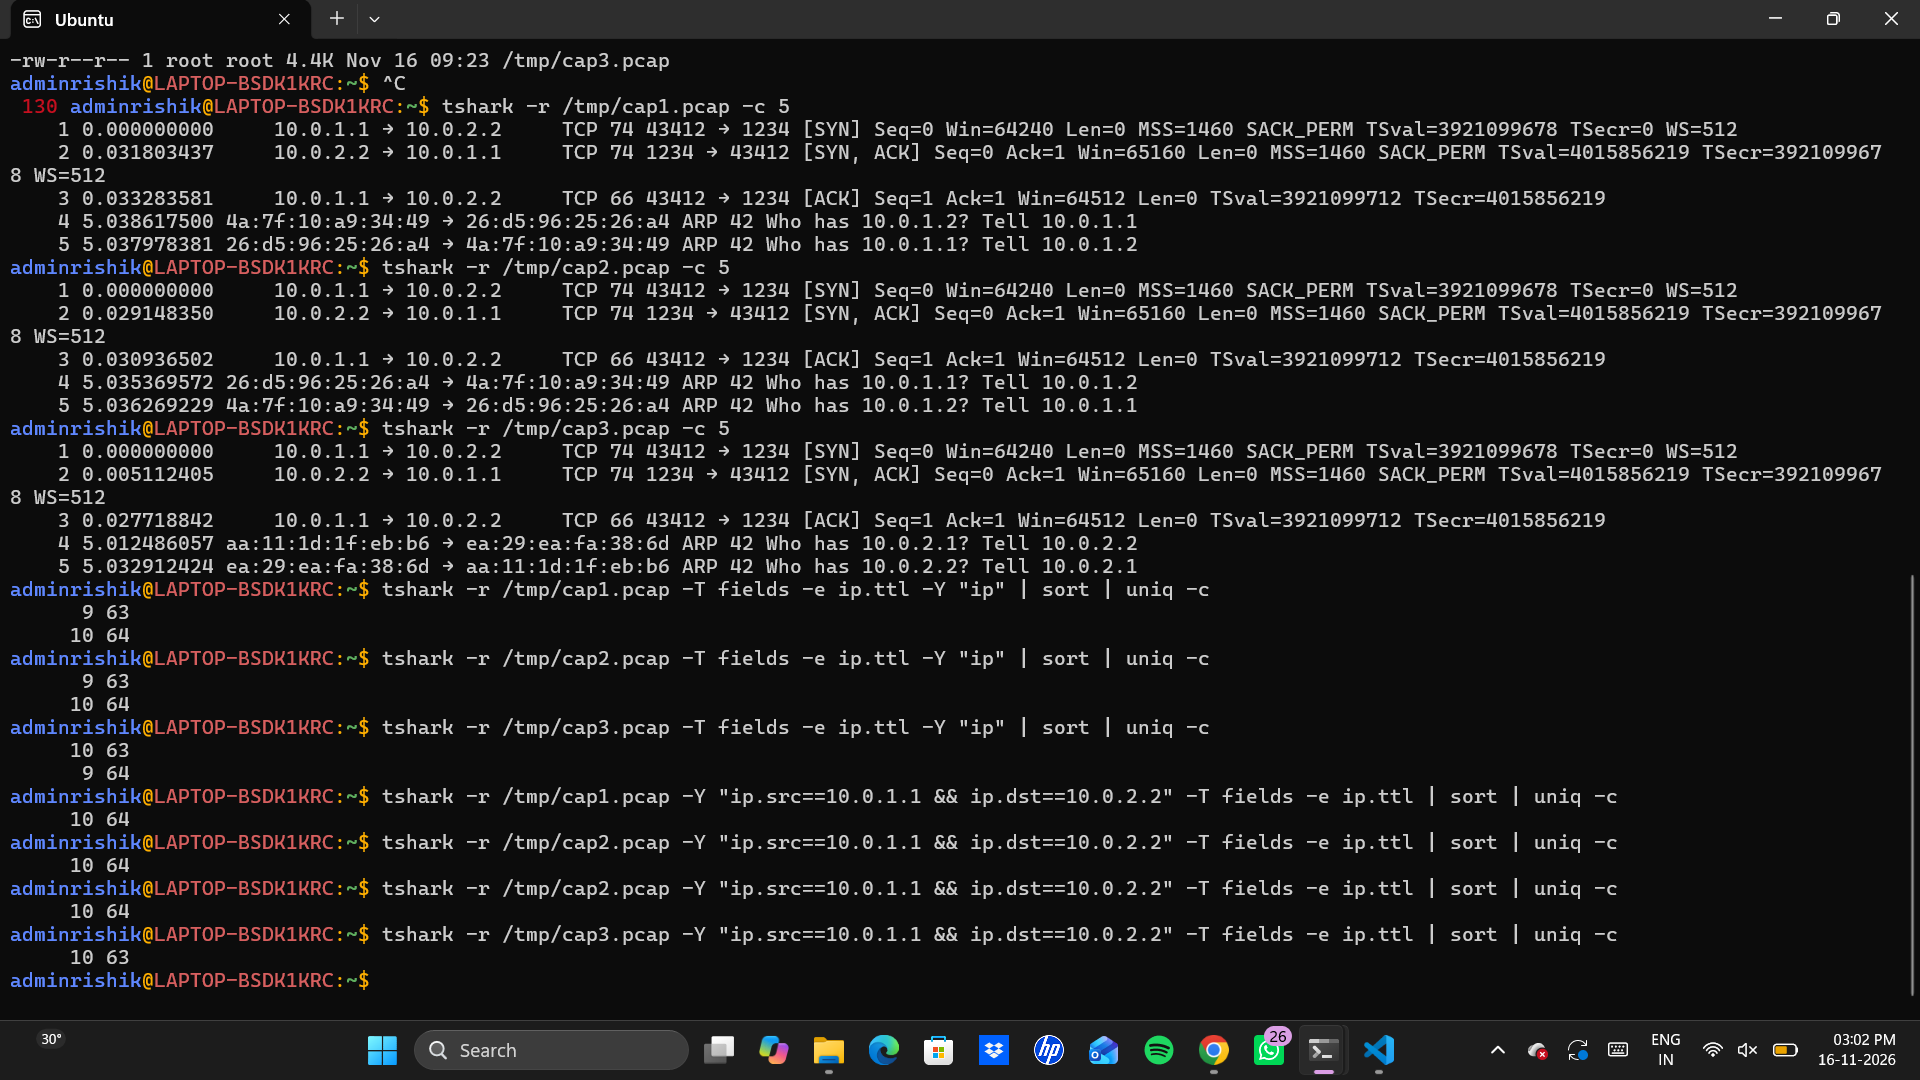 Ubuntu
-rw-r--r-- 1 root root 4.4K Nov 16 09:23 /tmp/cap3.pcap
adminrishik@LAPTOP-BSDK1KRC:~$ ^C
130 adminrishik@LAPTOP-BSDK1KRC:~$ tshark -r /tmp/cap1.pcap -c 5
1 0.000000000 10.0.1.1 → 10.0.2.2 TCP 74 43412 → 1234 [SYN] Seq=0 Win=64240 Len=0 MSS=1460 SACK_PERM TSval=3921099678 TSecr=0 WS=512
2 0.031803437 10.0.2.2 → 10.0.1.1 TCP 74 1234 → 43412 [SYN, ACK] Seq=0 Ack=1 Win=65160 Len=0 MSS=1460 SACK_PERM TSval=4015856219 TSecr=392109967
8 WS=512
3 0.033283581 10.0.1.1 → 10.0.2.2 TCP 66 43412 → 1234 [ACK] Seq=1 Ack=1 Win=64512 Len=0 TSval=3921099712 TSecr=4015856219
4 5.038617500 4a:7f:10:a9:34:49 → 26:d5:96:25:26:a4 ARP 42 Who has 10.0.1.2? Tell 10.0.1.1
5 5.037978381 26:d5:96:25:26:a4 → 4a:7f:10:a9:34:49 ARP 42 Who has 10.0.1.1? Tell 10.0.1.2
adminrishik@LAPTOP-BSDK1KRC:~$ tshark -r /tmp/cap2.pcap -c 5
1 0.000000000 10.0.1.1 → 10.0.2.2 TCP 74 43412 → 1234 [SYN] Seq=0 Win=64240 Len=0 MSS=1460 SACK_PERM TSval=3921099678 TSecr=0 WS=512
2 0.029148350 10.0.2.2 → 10.0.1.1 TCP 74 1234 → 43412 [SYN, ACK] Seq=0 Ack=1 Win=65160 Len=0 MSS=1460 SACK_PERM TSval=4015856219 TSecr=392109967
8 WS=512
3 0.030936502 10.0.1.1 → 10.0.2.2 TCP 66 43412 → 1234 [ACK] Seq=1 Ack=1 Win=64512 Len=0 TSval=3921099712 TSecr=4015856219
4 5.035369572 26:d5:96:25:26:a4 → 4a:7f:10:a9:34:49 ARP 42 Who has 10.0.1.1? Tell 10.0.1.2
5 5.036269229 4a:7f:10:a9:34:49 → 26:d5:96:25:26:a4 ARP 42 Who has 10.0.1.2? Tell 10.0.1.1
adminrishik@LAPTOP-BSDK1KRC:~$ tshark -r /tmp/cap3.pcap -c 5
1 0.000000000 10.0.1.1 → 10.0.2.2 TCP 74 43412 → 1234 [SYN] Seq=0 Win=64240 Len=0 MSS=1460 SACK_PERM TSval=3921099678 TSecr=0 WS=512
2 0.005112405 10.0.2.2 → 10.0.1.1 TCP 74 1234 → 43412 [SYN, ACK] Seq=0 Ack=1 Win=65160 Len=0 MSS=1460 SACK_PERM TSval=4015856219 TSecr=392109967
8 WS=512
3 0.027718842 10.0.1.1 → 10.0.2.2 TCP 66 43412 → 1234 [ACK] Seq=1 Ack=1 Win=64512 Len=0 TSval=3921099712 TSecr=4015856219
4 5.012486057 aa:11:1d:1f:eb:b6 → ea:29:ea:fa:38:6d ARP 42 Who has 10.0.2.1? Tell 10.0.2.2
5 5.032912424 ea:29:ea:fa:38:6d → aa:11:1d:1f:eb:b6 ARP 42 Who has 10.0.2.2? Tell 10.0.2.1
adminrishik@LAPTOP-BSDK1KRC:~$ tshark -r /tmp/cap1.pcap -T fields -e ip.ttl -Y "ip" | sort | uniq -c
9 63
10 64
adminrishik@LAPTOP-BSDK1KRC:~$ tshark -r /tmp/cap2.pcap -T fields -e ip.ttl -Y "ip" | sort | uniq -c
9 63
10 64
adminrishik@LAPTOP-BSDK1KRC:~$ tshark -r /tmp/cap3.pcap -T fields -e ip.ttl -Y "ip" | sort | uniq -c
10 63
9 64
adminrishik@LAPTOP-BSDK1KRC:~$ tshark -r /tmp/cap1.pcap -Y "ip.src==10.0.1.1 && ip.dst==10.0.2.2" -T fields -e ip.ttl | sort | uniq -c
10 64
adminrishik@LAPTOP-BSDK1KRC:~$ tshark -r /tmp/cap2.pcap -Y "ip.src==10.0.1.1 && ip.dst==10.0.2.2" -T fields -e ip.ttl | sort | uniq -c
10 64
adminrishik@LAPTOP-BSDK1KRC:~$ tshark -r /tmp/cap2.pcap -Y "ip.src==10.0.1.1 && ip.dst==10.0.2.2" -T fields -e ip.ttl | sort | uniq -c
10 64
adminrishik@LAPTOP-BSDK1KRC:~$ tshark -r /tmp/cap3.pcap -Y "ip.src==10.0.1.1 && ip.dst==10.0.2.2" -T fields -e ip.ttl | sort | uniq -c
10 63
adminrishik@LAPTOP-BSDK1KRC:~$
30°
Search
hp
26
ENG
IN
03:02 PM
16-11-2026